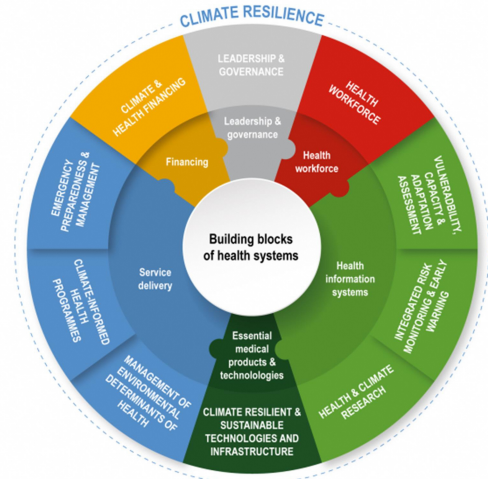 CLIMATE RESILIENCE
LEADERSHIP &
GOVERNANCE
HEALTH
WORKFORCE
VULNERABILITY,
CAPACITY &
ADAPTATION
ASSESSMENT
INTEGRATED RISK
MONITORING & EARLY
WARNING
HEALTH & CLIMATE
RESEARCH
CLIMATE RESILIENT &
SUSTAINABLE
TECHNOLOGIES AND
INFRASTRUCTURE
MANAGEMENT OF
ENVIRONMENTAL
DETERMINANTS OF
HEALTH
CLIMATE-INFORMED
HEALTH
PROGRAMMES
EMERGENCY
PREPAREDNESS &
MANAGEMENT
CLIMATE &
HEALTH FINANCING
Leadership &
governance
Health
workforce
Health
information
systems
Essential
medical
products &
technolologies
Service
delivery
Financing
Building blocks
of health systems